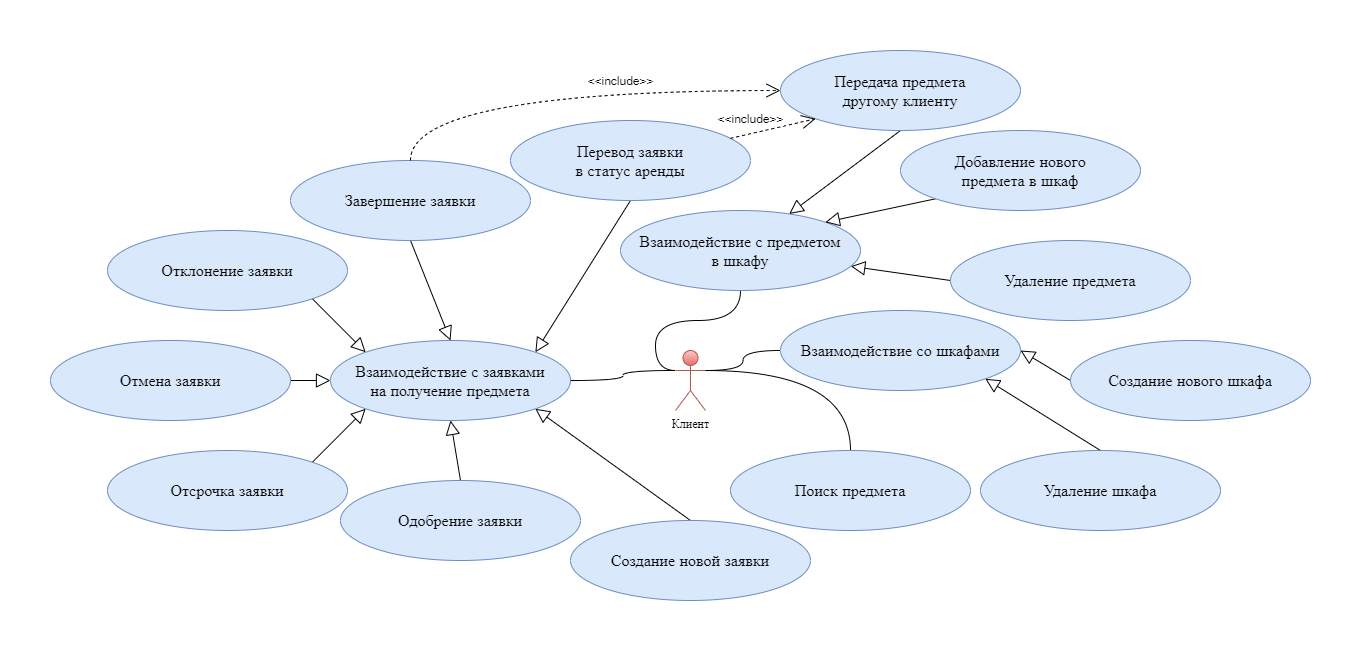 <<include>>
Передача предмета
другому клиенту
<<include>>
Перевод заявки
в статус аренды
Добавление нового
предмета в шкаф
Завершение заявки
Взаимодействие с предметом
в шкафу
Отклонение заявки
Удаление предмета
Взаимодействие со шкафами
Отмена заявки
Взаимодействие с заявками
на получение предмета
Создание нового шкафа
Клиент
Отсрочка заявки
Поиск предмета
Удаление шкафа
Одобрение заявки
Создание новой заявки